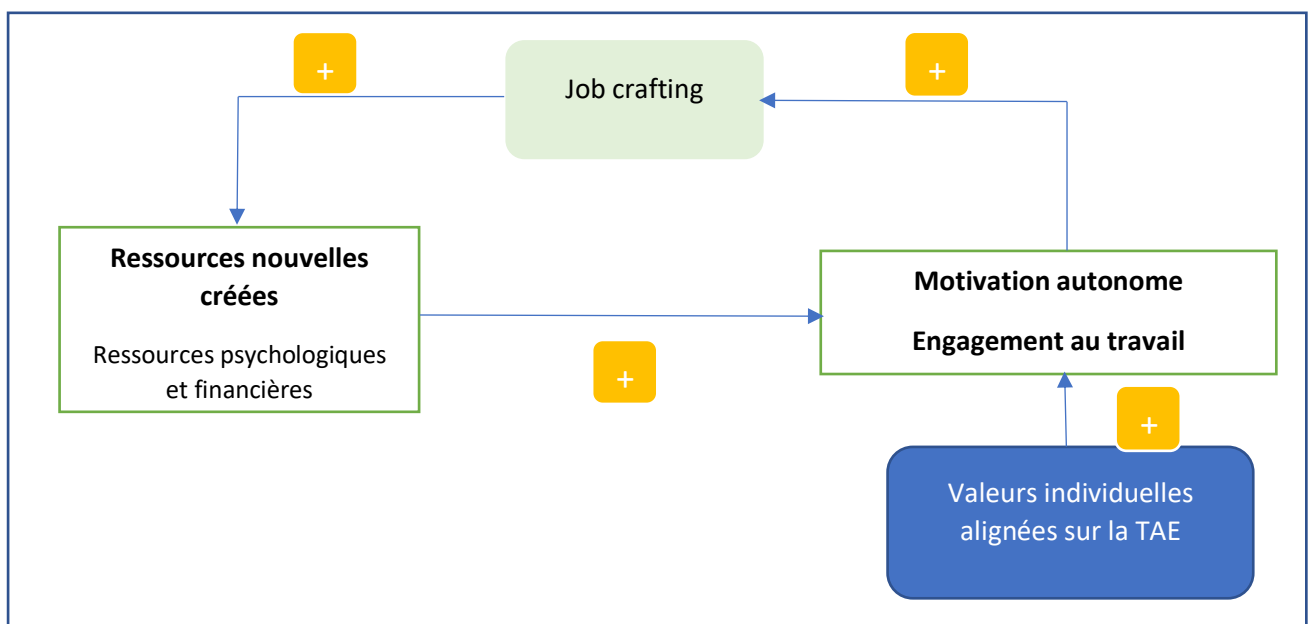 +
+
Job crafting
Ressources nouvelles
créées
Ressources psychologiques
et financières
Motivation autonome
Engagement au travail
+
+
Valeurs individuelles
alignées sur la TAE